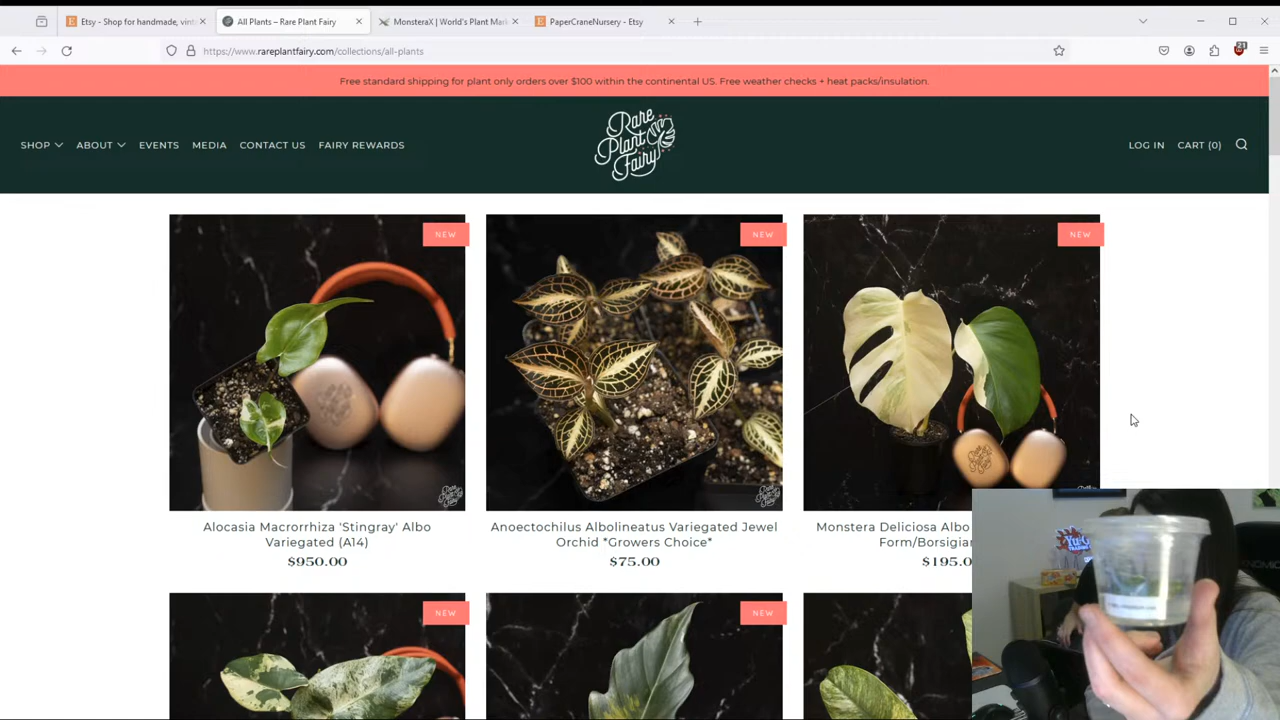 Etsy - Shop for handmade, vint
All Plants – Rare Plant Fairy
MonsteraX | World's Plant Mar
PaperCraneNursery - Etsy
https://www.rareplantfairy.com/collections/all-plants
21
Free standard shipping for plant only orders over $100 within the continental US. Free weather checks + heat packs/insulation.
SHOP
ABOUT
EVENTS
MEDIA
CONTACT US
FAIRY REWARDS
Rare
Plant
Fairy
LOG IN
CART (0)
NEW
NEW
NEW
Alocasia Macrorrhiza 'Stingray' Albo
Variegated (A14)
$950.00
Anoectochilus Albolineatus Variegated Jewel
Orchid *Growers Choice*
$75.00
Monstera Deliciosa Albo
Form/Borsigian
$195.0
NEW
NEW